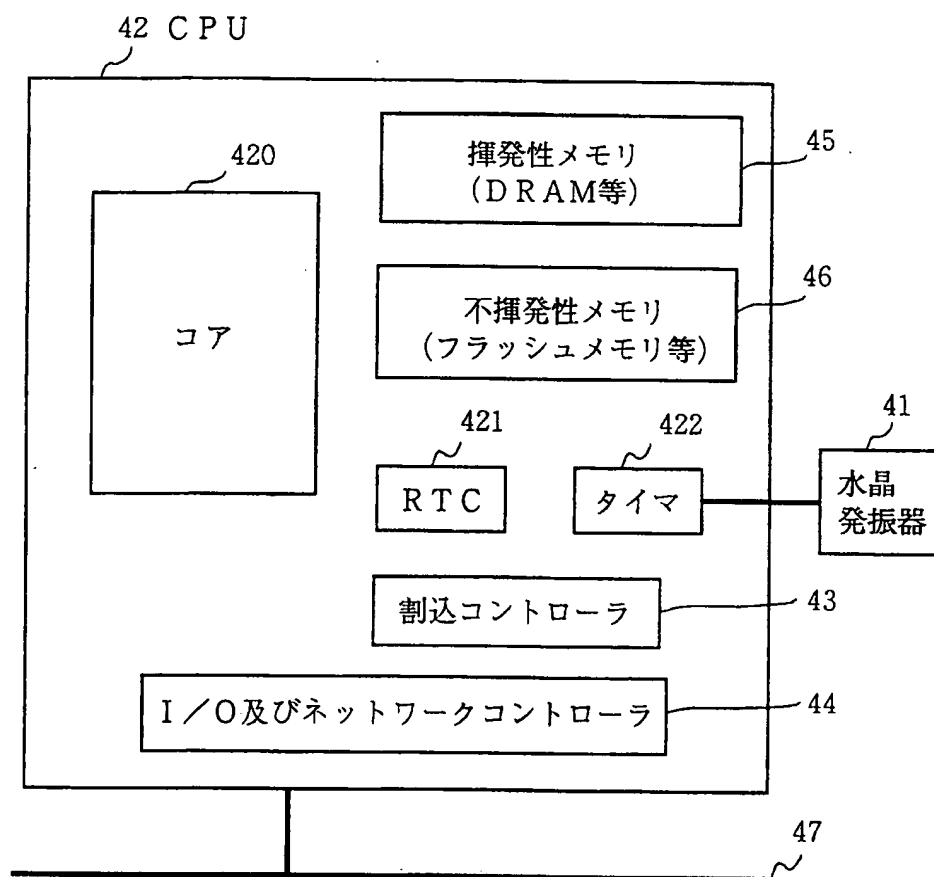 42 CPU
420
コア
揮発性メモリ
(DRAM等)
45
不揮発性メモリ
(フラッシュメモリ等)
46
421
RTC
422
タイマ
41
水晶
発振器
割込コントローラ
43
I/O及びネットワークコントローラ
44
47